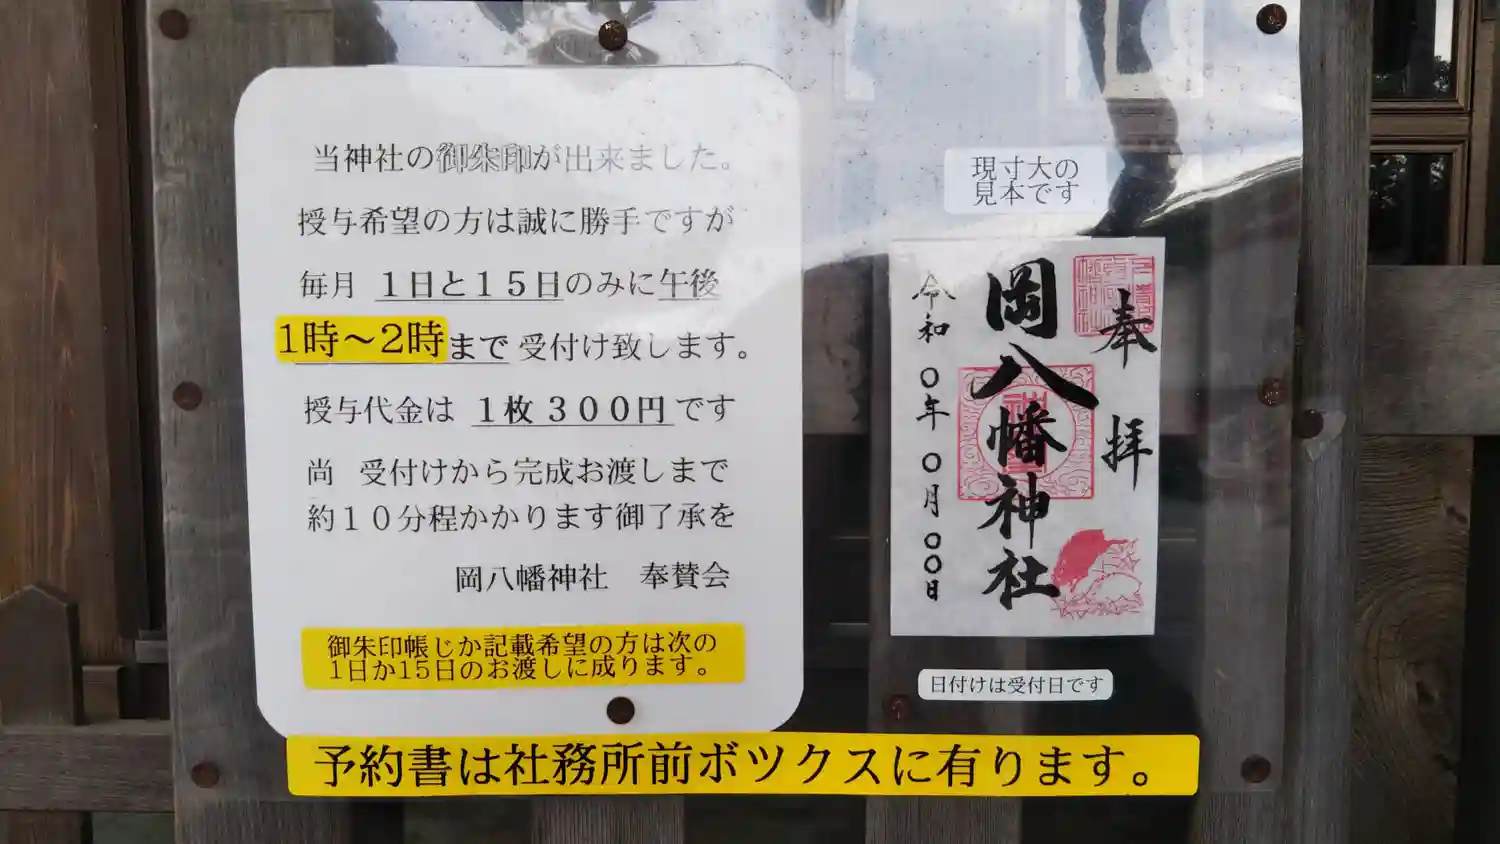 当神社の御朱印が出来ました。
授与希望の方は誠に勝手ですが
毎月 1日と15日のみに午後
1時～2時まで受付け致します。
授与代金は 1枚300円です
尚 受付けから完成お渡しまで
約10分程かかります御了承を
岡八幡神社 奉賛会
御朱印帳じか記載希望の方は次の
1日か15日のお渡しに成ります。
予約書は社務所前ボックスに有ります。
現寸大の
見本です
奉拝
岡八幡神社
令和〇年〇月〇〇日
日付けは受付日です